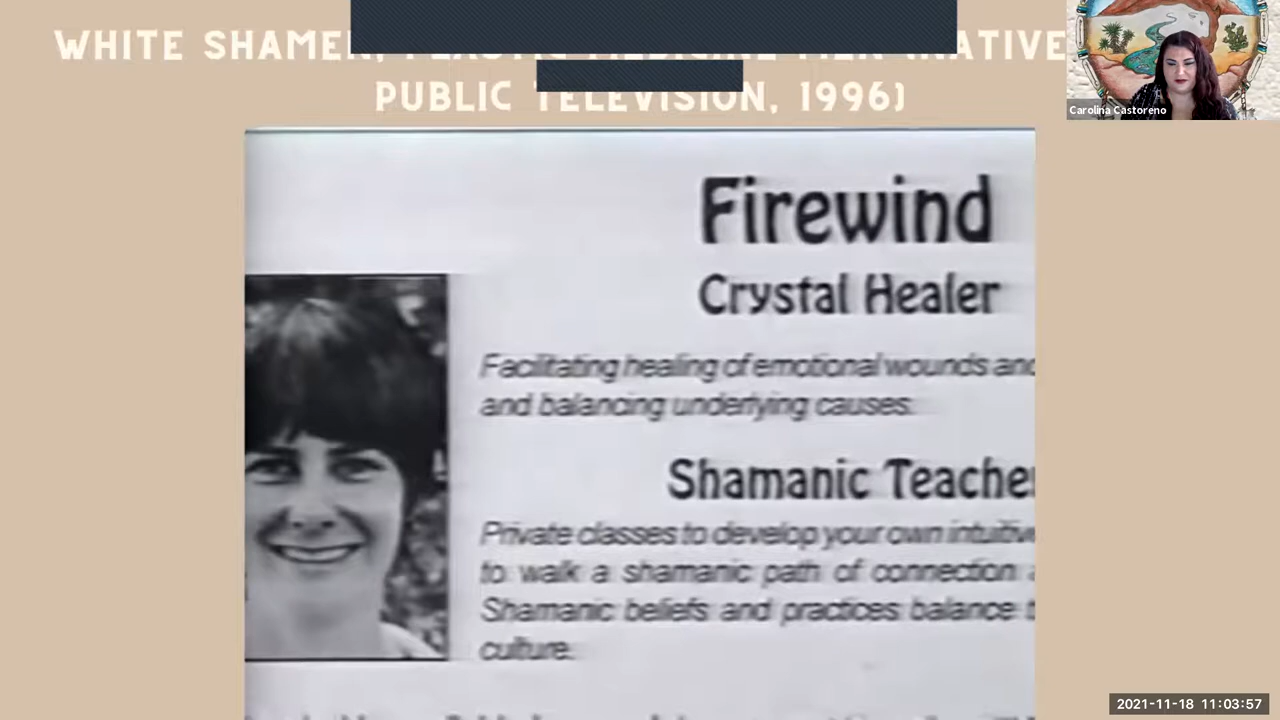 WHITE SHAME
PUBLIC TELEVISION, 1996)
Carolina Castoreno
Firewind
Crystal Healer
Facilitating healing of emotional wounds and
and balancing underlying causes.
Shamanic Teacher
Private classes to develop your own intuitive
to walk a shamanic path of connection
Shamanic beliefs and practices balance
culture.
2021-11-18 11:03:57